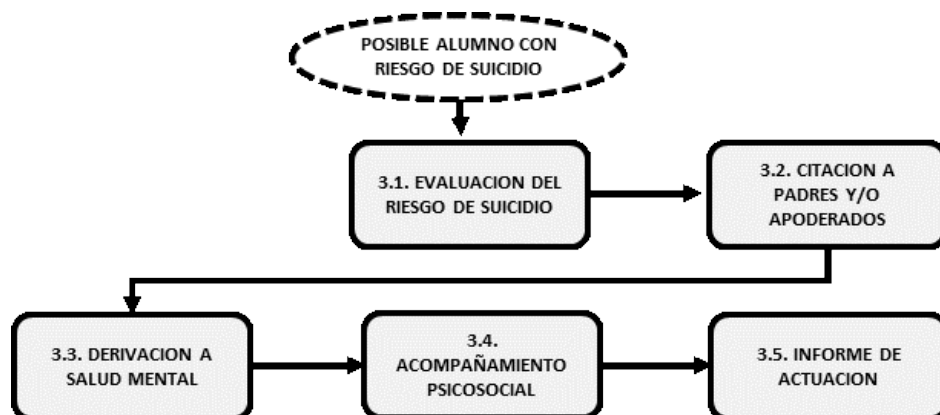 POSIBLE ALUMNO CON
RIESGO DE SUICIDIO
3.1. EVALUACION DEL
RIESGO DE SUICIDIO
3.2. CITACION A
PADRES Y/O
APODERADOS
3.3. DERIVACION A
SALUD MENTAL
3.4.
ACOMPAÑAMIENTO
PSICOSOCIAL
3.5. INFORME DE
ACTUACION